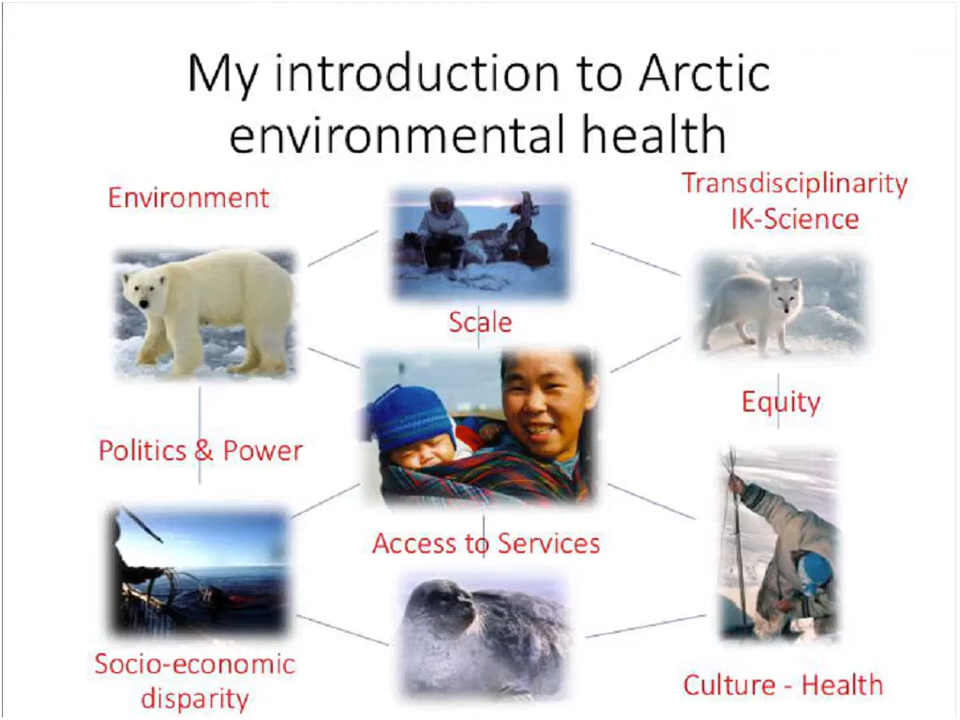 My introduction to Arctic
environmental health
Environment
Transdisciplinarity
IK-Science
Scale
Equity
Politics & Power
Access to Services
Socio-economic
disparity
Culture - Health